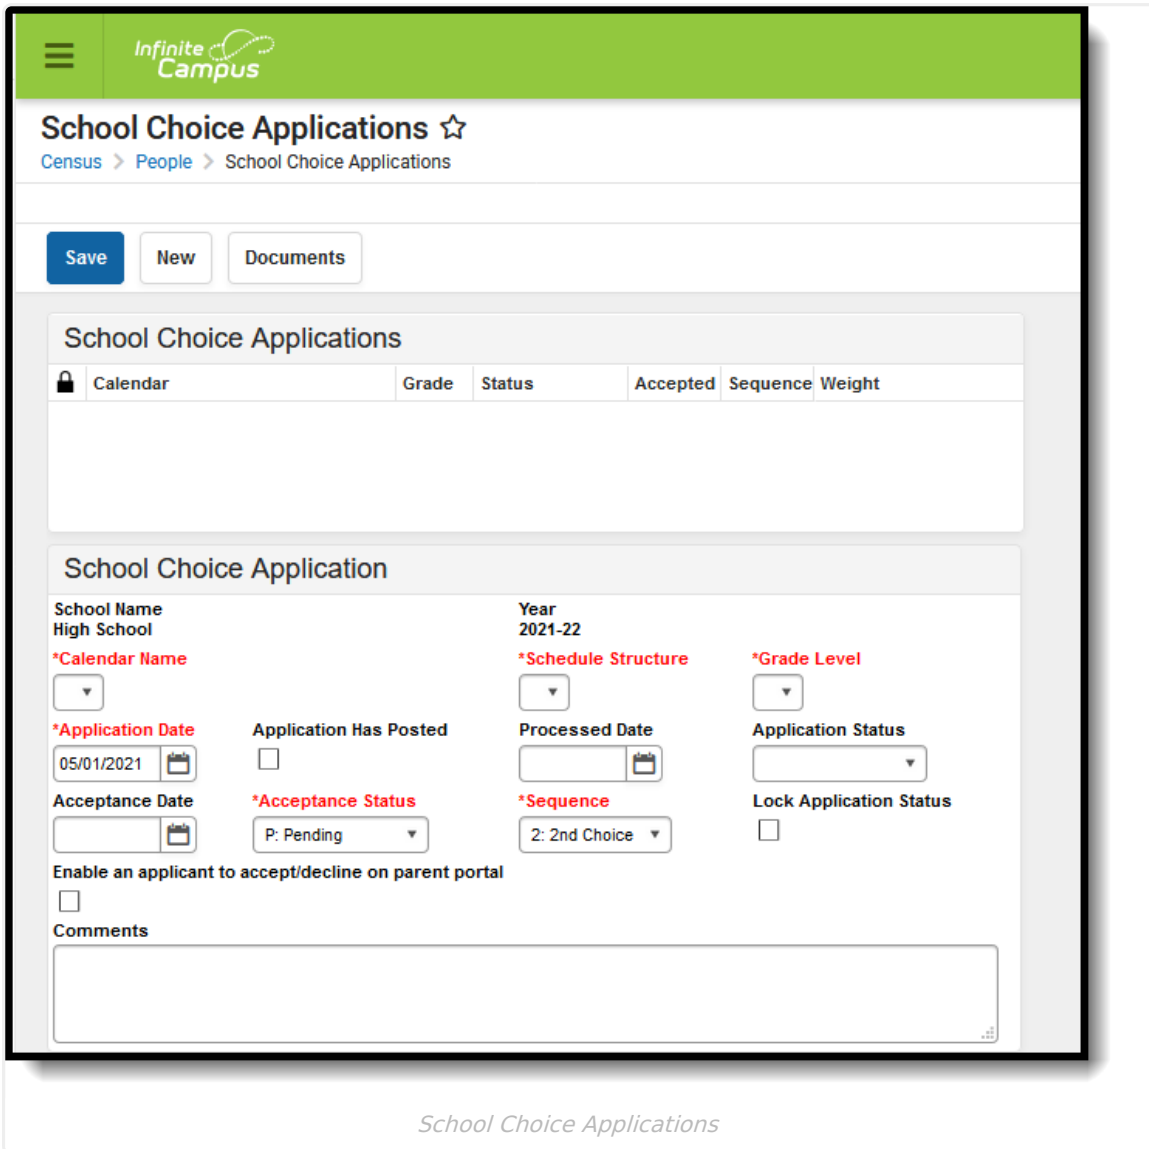 Infinite
Campus
School Choice Applications
Census > People > School Choice Applications
Save New Documents
School Choice Applications
Calendar Grade Status Accepted Sequence Weight
School Choice Application
School Name Year
High School 2021-22
*Calendar Name *Schedule Structure *Grade Level
*Application Date Application Has Posted Processed Date Application Status
05/01/2021
Acceptance Date *Acceptance Status *Sequence Lock Application Status
P: Pending 2: 2nd Choice
Enable an applicant to accept/decline on parent portal
Comments
School Choice Applications